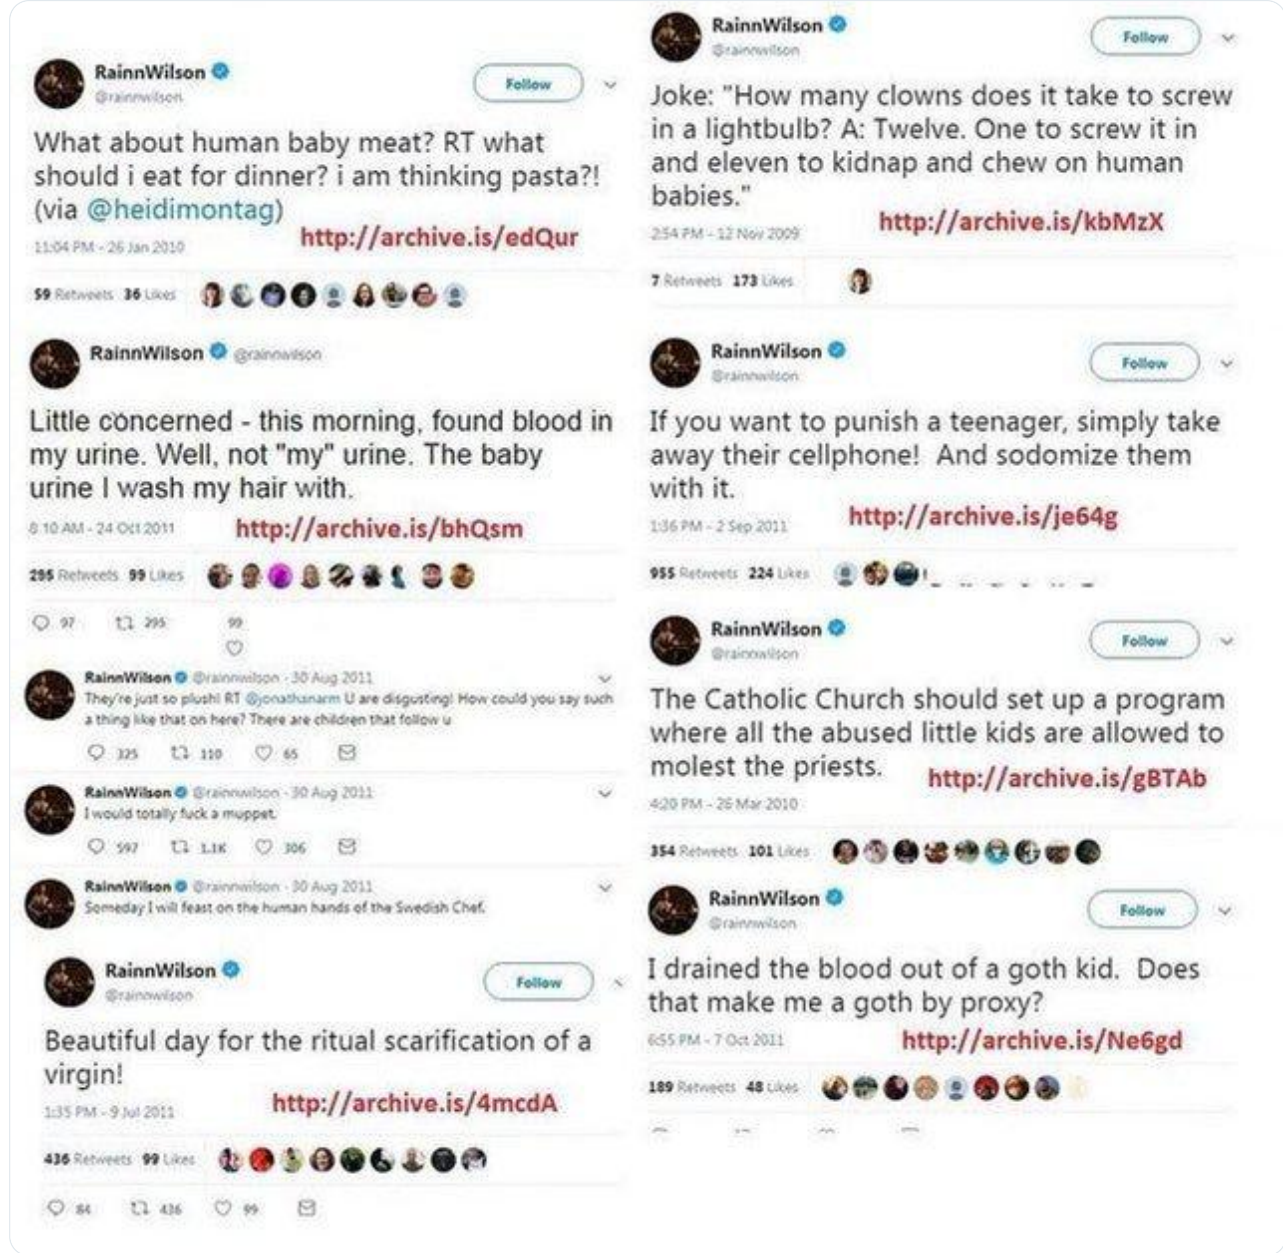 RainnWilson
@rainnwilson
Follow
What about human baby meat? RT what
should i eat for dinner? i am thinking pasta?!
(via @heidimontag)
11:04 PM - 26 Jan 2010
http://archive.is/edQur
59 Retweets 36 Likes
RainnWilson @rainnwilson
Little concerned - this morning, found blood in
my urine. Well, not "my" urine. The baby
urine I wash my hair with.
8 10 AM - 24 Oct 2011
http://archive.is/bhQsm
295 Retweets 99 Likes
97 295 99
RainnWilson @rainnwilson - 30 Aug 2011
They're just so plush! RT @jonathanarm U are disgusting! How could you say such
a thing like that on here? There are children that follow u
325 110 65
RainnWilson @rainnwilson - 30 Aug 2011
I would totally fuck a muppet.
597 1.1K 306
RainnWilson @rainnwilson - 30 Aug 2011
Someday I will feast on the human hands of the Swedish Chef.
RainnWilson
@rainnwilson
Follow
Beautiful day for the ritual scarification of a
virgin!
1:35 PM - 9 Jul 2011
http://archive.is/4mcdA
436 Retweets 99 Likes
84 436 99
RainnWilson
@rainnwilson
Follow
Joke: "How many clowns does it take to screw
in a lightbulb? A: Twelve. One to screw it in
and eleven to kidnap and chew on human
babies."
2:54 PM - 12 Nov 2009
http://archive.is/kbMzX
7 Retweets 173 Likes
RainnWilson
@rainnwilson
Follow
If you want to punish a teenager, simply take
away their cellphone! And sodomize them
with it.
1:36 PM - 2 Sep 2011
http://archive.is/je64g
955 Retweets 224 Likes
RainnWilson
@rainnwilson
Follow
The Catholic Church should set up a program
where all the abused little kids are allowed to
molest the priests.
4:20 PM - 26 Mar 2010
http://archive.is/gBTAb
354 Retweets 101 Likes
RainnWilson
@rainnwilson
Follow
I drained the blood out of a goth kid. Does
that make me a goth by proxy?
6:55 PM - 7 Oct 2011
http://archive.is/Ne6gd
189 Retweets 48 Likes